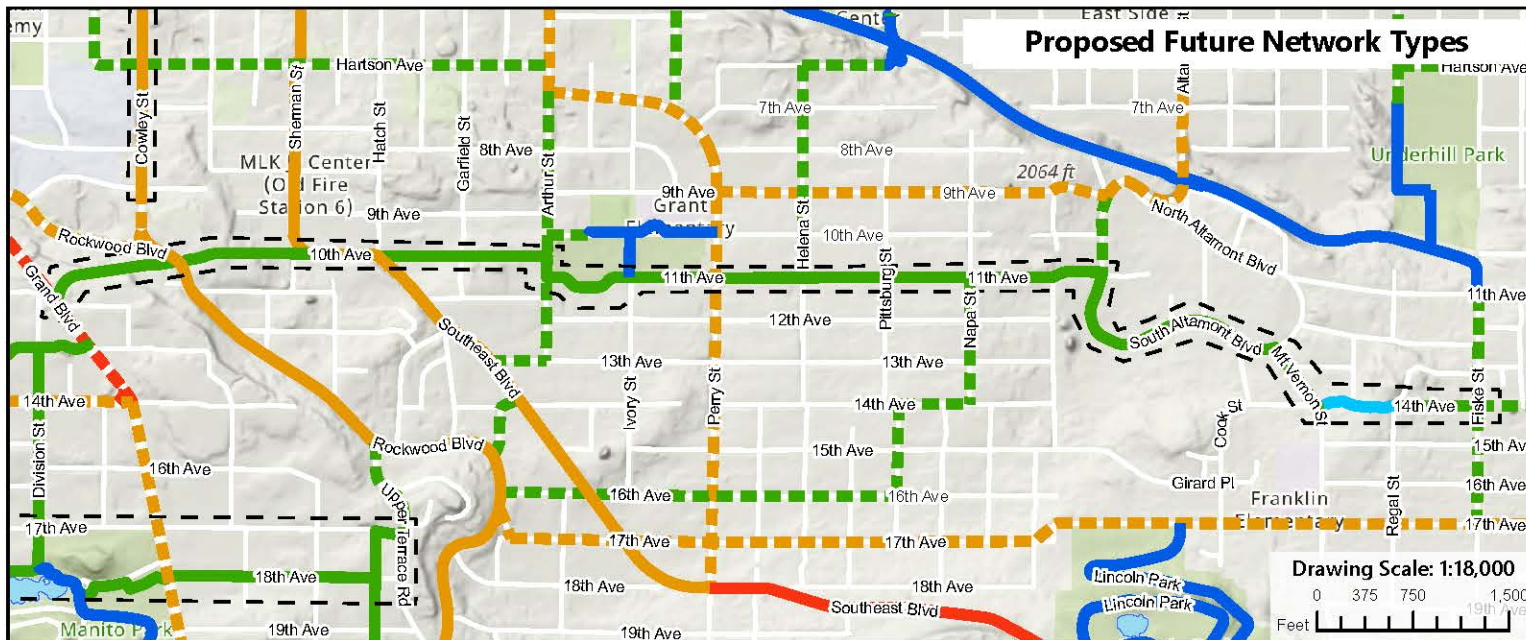 Center
East Side
emy
Proposed Future Network Types
Hartson Ave
Hartson Ave
Cowley St
Sherman St
Hatch St
Garfield St
Arthur St
7th Ave
7th Ave
8th Ave
8th Ave
MLK Jr Center
(Old Fire
Station 6)
Underhill Park
2064 ft
9th Ave
9th Ave
9th Ave
Grant
Elementary
Helena St
North Altamont Blvd
Rockwood Blvd
10th Ave
10th Ave
Grand Blvd
11th Ave
11th Ave
11th Ave
Pittsburg St
Napa St
12th Ave
Southeast Blvd
South Altamont Blvd
Mt Vernon St
13th Ave
13th Ave
Ivory St
Perry St
14th Ave
14th Ave
14th Ave
Division St
Cook St
Fiske St
Rockwood Blvd
15th Ave
15th Ave
16th Ave
Upper Terrace Rd
16th Ave
16th Ave
Girard Pl
Regal St
16th Ave
Franklin
Elementary
17th Ave
17th Ave
17th Ave
17th Ave
18th Ave
18th Ave
18th Ave
Lincoln Park
Lincoln Park
Southeast Blvd
Manito Park
19th Ave
19th Ave
19th Ave
Drawing Scale: 1:18,000
0 375 750 1,500
Feet